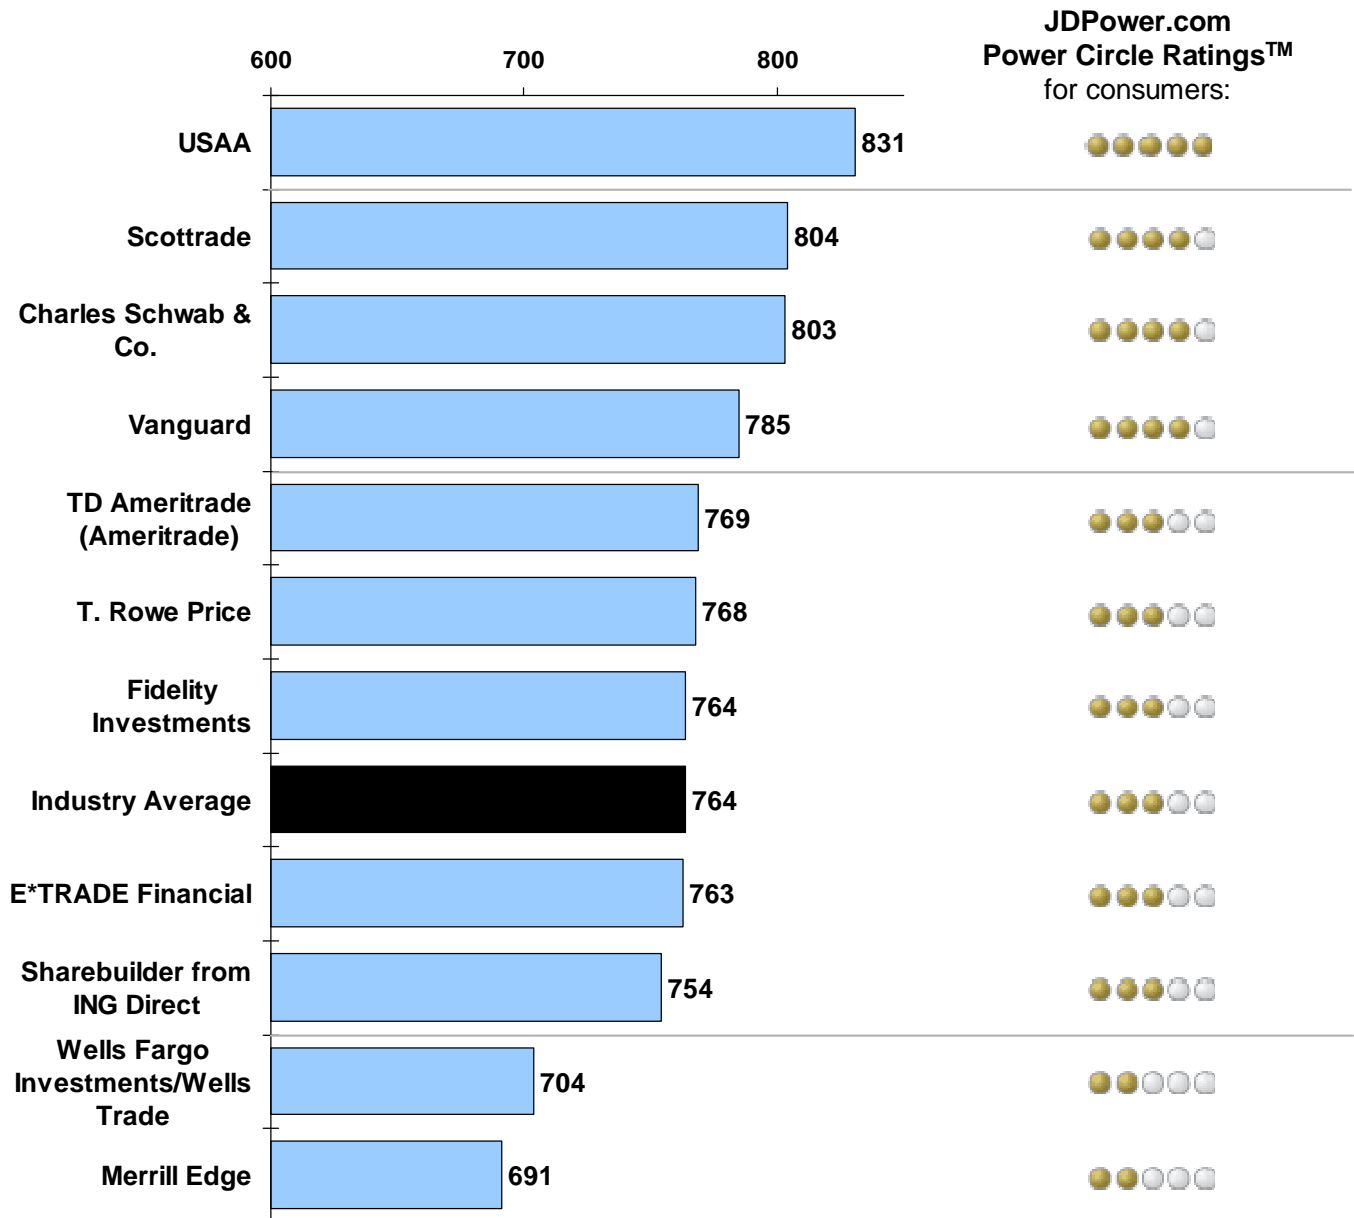 JDPower.com
Power Circle Ratings™
for consumers:
600 700 800
USAA 831
Scottrade 804
Charles Schwab &
Co.
803
Vanguard 785
TD Ameritrade
(Ameritrade)
769
T. Rowe Price 768
Fidelity
Investments
764
Industry Average 764
E*TRADE Financial 763
Sharebuilder from
ING Direct
754
Wells Fargo
Investments/Wells
Trade
704
Merrill Edge 691